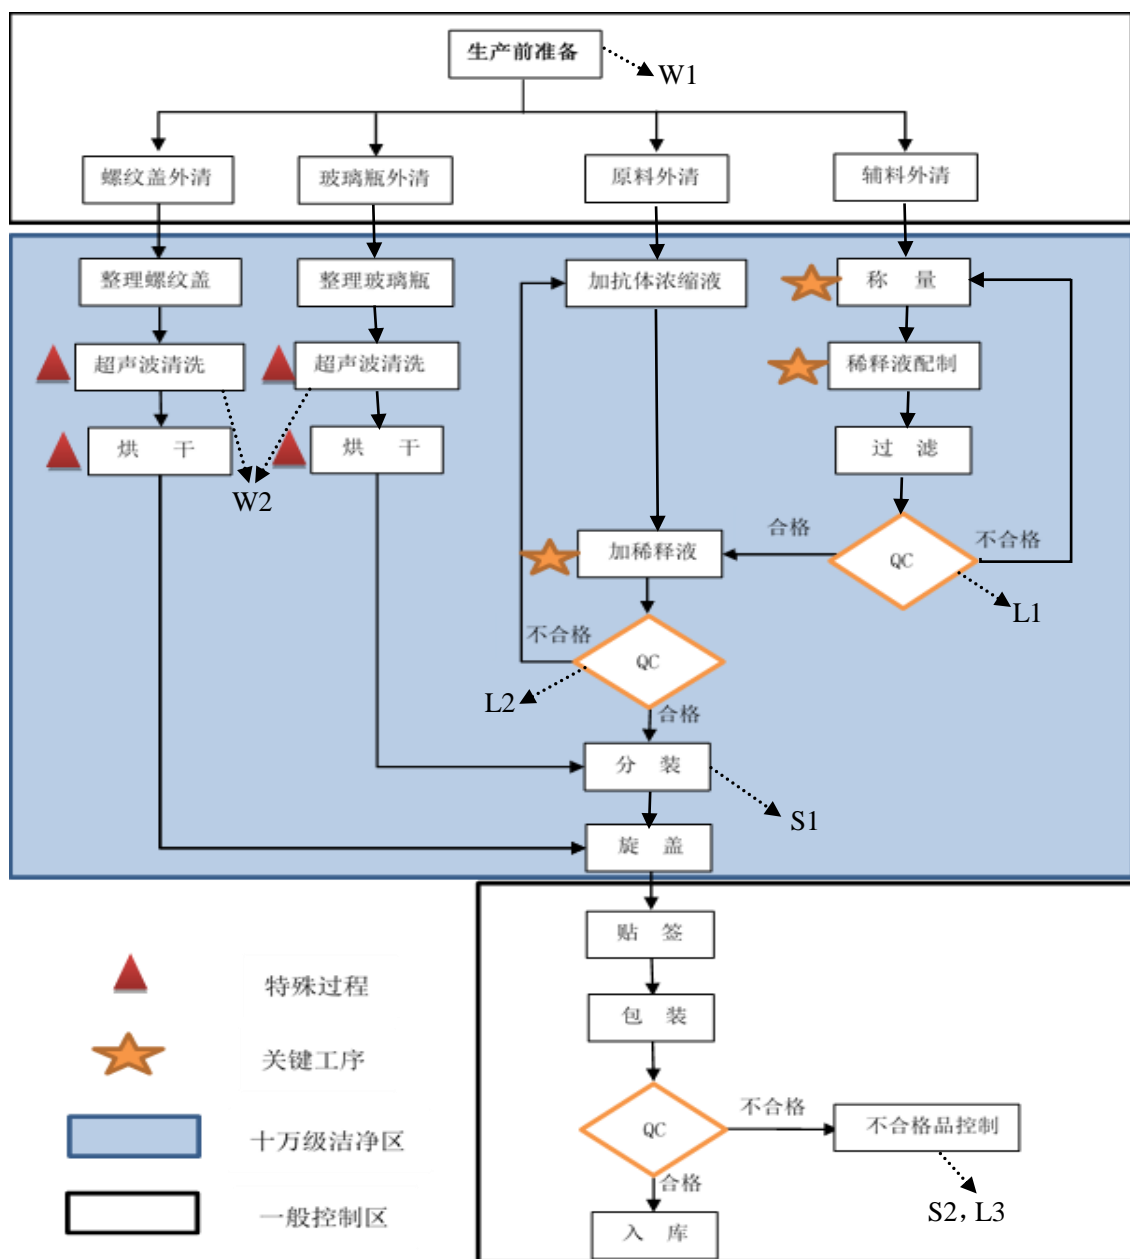 生产前准备
W1
螺纹盖外清
玻璃瓶外清
原料外清
辅料外清
整理螺纹盖
整理玻璃瓶
加抗体浓缩液
称 量
超声波清洗
超声波清洗
稀释液配制
烘 干
烘 干
过 滤
W2
合格
不合格
加稀释液
QC
L1
不合格
QC
L2
合格
分 装
S1
旋 盖
贴 签
特殊过程
包 装
关键工序
不合格
十万级洁净区
QC
不合格品控制
合格
一般控制区
入 库
S2，L3